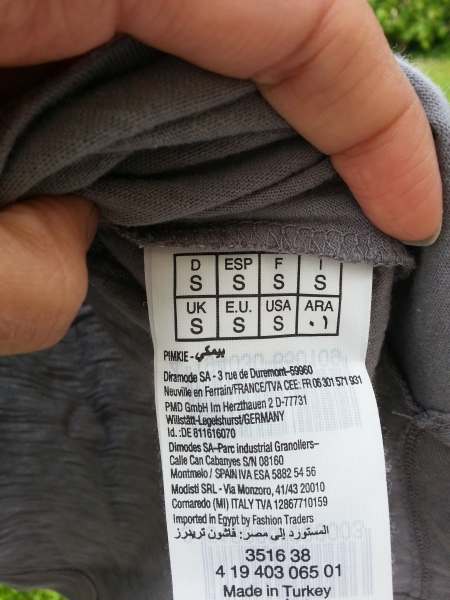 D ESP F I
S S S S
UK E.U. USA ARA
S S S ٠١
PIMKIE - بيمكي
Diramode SA - 3 rue de Duremont-59960
Neuville en Ferrain/FRANCE/TVA CEE: FR 06 301 571 931
PMD GmbH Im Herzthauen 2 D-77731
Willstätt-Legelshurst/GERMANY
Id.:DE 811616070
Dimodes SA-Parc industrial Granollers-
Calle Can Cabanyes S/N 08160
Montmelo / SPAIN IVA ESA 5882 54 56
Modisti SRL - Via Monzoro, 41/43 20010
Cornaredo (MI) ITALY TVA 12867710159
Imported in Egypt by Fashion Traders
المستورد إلى مصر: فاشون تريدرز
3516 38
4 19 403 065 01
Made in Turkey